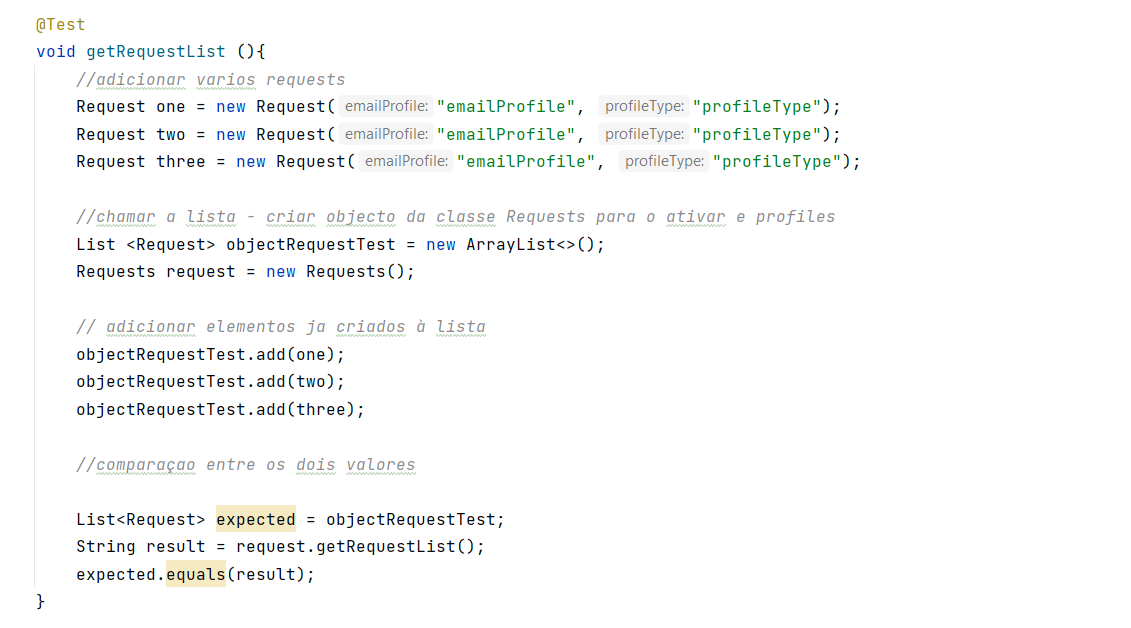 @Test
void getRequestList (){
//adicionar varios requests
Request one = new Request( emailProfile: "emailProfile", profileType: "profileType");
Request two = new Request( emailProfile: "emailProfile", profileType: "profileType");
Request three = new Request( emailProfile: "emailProfile", profileType: "profileType");
//chamar a lista - criar objecto da classe Requests para o ativar e profiles
List <Request> objectRequestTest = new ArrayList<>();
Requests request = new Requests();
// adicionar elementos ja criados à lista
objectRequestTest.add(one);
objectRequestTest.add(two);
objectRequestTest.add(three);
//comparaçao entre os dois valores
List<Request> expected = objectRequestTest;
String result = request.getRequestList();
expected.equals(result);
}